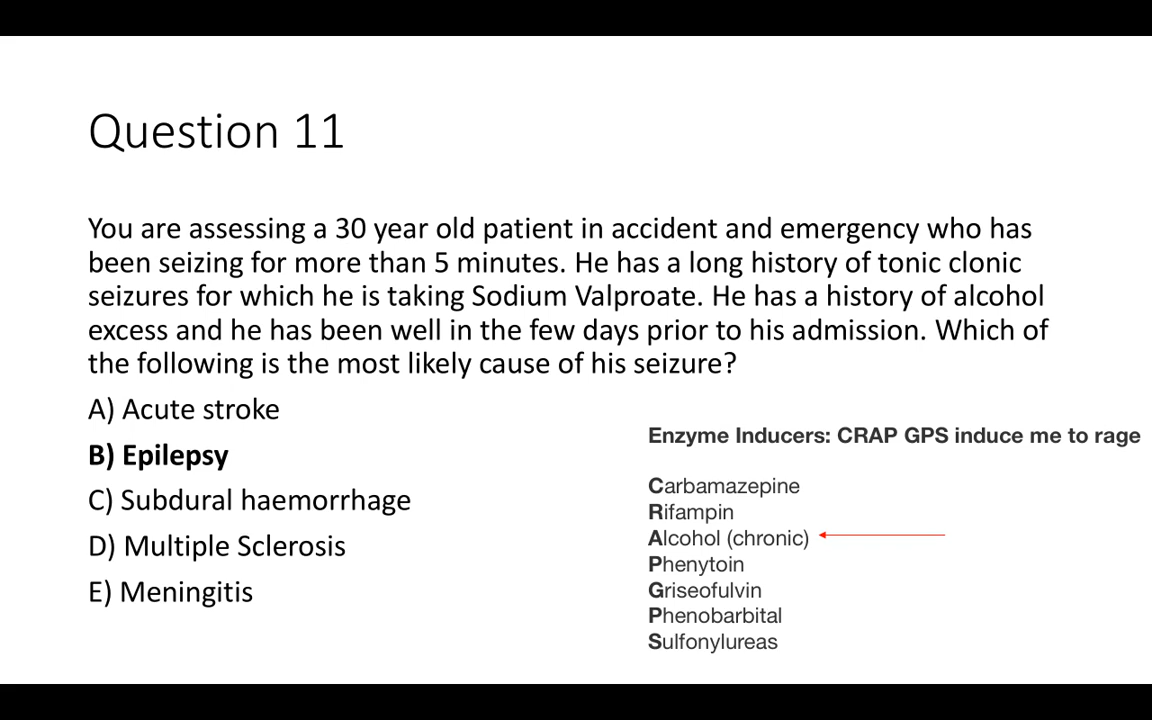 Question 11
You are assessing a 30 year old patient in accident and emergency who has
been seizing for more than 5 minutes. He has a long history of tonic clonic
seizures for which he is taking Sodium Valproate. He has a history of alcohol
excess and he has been well in the few days prior to his admission. Which of
the following is the most likely cause of his seizure?
A) Acute stroke
B) Epilepsy
C) Subdural haemorrhage
D) Multiple Sclerosis
E) Meningitis
Enzyme Inducers: CRAP GPS induce me to rage
Carbamazepine
Rifampin
Alcohol (chronic)
Phenytoin
Griseofulvin
Phenobarbital
Sulfonylureas